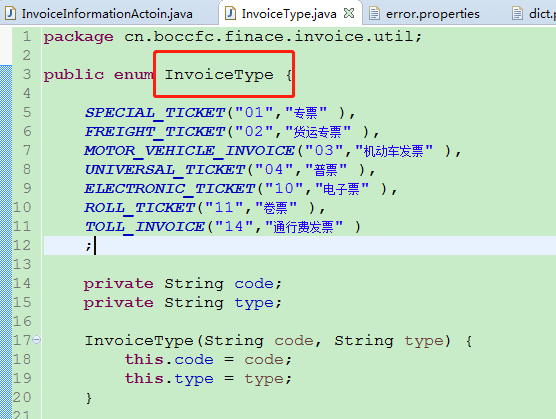 InvoiceInformationActoin.java InvoiceType.java error.properties dict.p
1 package cn.boccfc.finace.invoice.util;
2
3 public enum InvoiceType {
4
5 SPECIAL_TICKET("01","专票" ),
6 FREIGHT_TICKET("02","货运专票" ),
7 MOTOR_VEHICLE_INVOICE("03","机动车发票" ),
8 UNIVERSAL_TICKET("04","普票" ),
9 ELECTRONIC_TICKET("10","电子票" ),
10 ROLL_TICKET("11","卷票" ),
11 TOLL_INVOICE("14","通行费发票" )
12 ;
13
14 private String code;
15 private String type;
16
17 InvoiceType(String code, String type) {
18 this.code = code;
19 this.type = type;
20 }
21